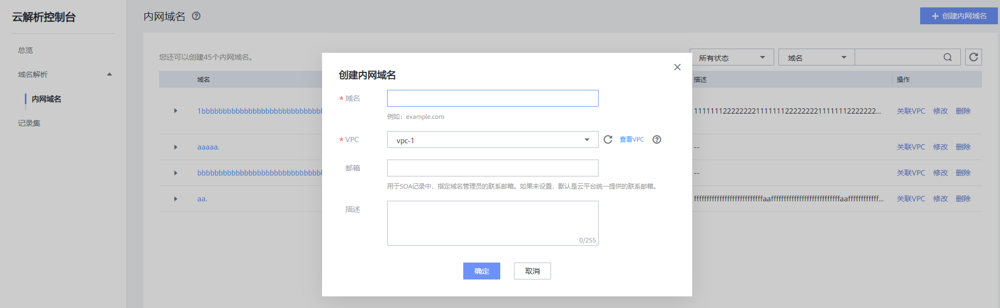 云解析控制台
总览
域名解析
内网域名
记录集
内网域名
创建内网域名
您还可以创建45个内网域名。
所有状态
域名
域名
描述
操作
11111112222222211111112222222211111112222222...
关联VPC 修改 删除
aaaaa.
--
关联VPC 修改 删除
--
关联VPC 修改 删除
aa.
关联VPC 修改 删除
创建内网域名
* 域名
例如：example.com
* VPC
vpc-1
查看VPC
邮箱
用于SOA记录中，指定域名管理员的联系邮箱。如果未设置，默认是云平台统一提供的联系邮箱。
描述
0/255
确定
取消